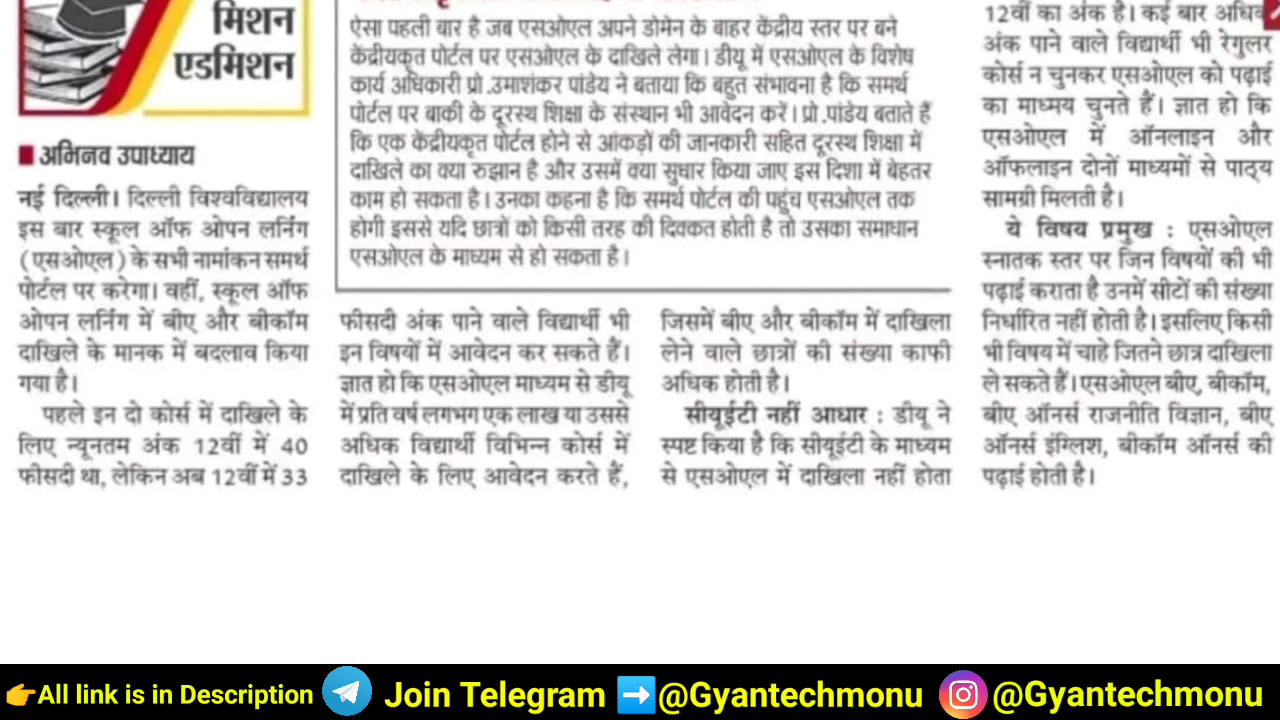 मिशन
एडमिशन
अभिनव उपाध्याय
नई दिल्ली। दिल्ली विश्वविद्यालय
इस बार स्कूल ऑफ ओपन लर्निंग
(एसओएल) के सभी नामांकन समर्थ
पोर्टल पर करेगा। वहीं, स्कूल ऑफ
ओपन लर्निंग में बीए और बीकॉम
दाखिले के मानक में बदलाव किया
गया है।
पहले इन दो कोर्स में दाखिले के
लिए न्यूनतम अंक 12वीं में 40
फीसदी था, लेकिन अब 12वीं में 33
ऐसा पहली बार है जब एसओएल अपने डोमेन के बाहर केंद्रीय स्तर पर बने
केंद्रीयकृत पोर्टल पर एसओएल के दाखिले लेगा। डीयू में एसओएल के विशेष
कार्य अधिकारी प्रो .उमाशंकर पांडेय ने बताया कि बहुत संभावना है कि समर्थ
पोर्टल पर बाकी के दूरस्थ शिक्षा के संस्थान भी आवेदन करें। प्रो .पांडेय बताते हैं
कि एक केंद्रीयकृत पोर्टल होने से आंकड़ों की जानकारी सहित दूरस्थ शिक्षा में
दाखिले का क्या रुझान है और उसमें क्या सुधार किया जाए इस दिशा में बेहतर
काम हो सकता है। उनका कहना है कि समर्थ पोर्टल की पहुंच एसओएल तक
होगी इससे यदि छात्रों को किसी तरह की दिक्कत होती है तो उसका समाधान
एसओएल के माध्यम से हो सकता है।
फीसदी अंक पाने वाले विद्यार्थी भी
इन विषयों में आवेदन कर सकते हैं।
ज्ञात हो कि एसओएल माध्यम से डीयू
में प्रति वर्ष लगभग एक लाख या उससे
अधिक विद्यार्थी विभिन्न कोर्स में
दाखिले के लिए आवेदन करते हैं,
जिसमें बीए और बीकॉम में दाखिला
लेने वाले छात्रों की संख्या काफी
अधिक होती है।
सीयूईटी नहीं आधार : डीयू ने
स्पष्ट किया है कि सीयूईटी के माध्यम
से एसओएल में दाखिला नहीं होता
12वीं का अंक है। कई बार अधिक
अंक पाने वाले विद्यार्थी भी रेगुलर
कोर्स न चुनकर एसओएल को पढ़ाई
का माध्यम चुनते हैं। ज्ञात हो कि
एसओएल में ऑनलाइन और
ऑफलाइन दोनों माध्यमों से पाठ्य
सामग्री मिलती है।
ये विषय प्रमुख : एसओएल
स्नातक स्तर पर जिन विषयों की भी
पढ़ाई कराता है उनमें सीटों की संख्या
निर्धारित नहीं होती है। इसलिए किसी
भी विषय में चाहे जितने छात्र दाखिला
ले सकते हैं। एसओएल बीए, बीकॉम,
बीए ऑनर्स राजनीति विज्ञान, बीए
ऑनर्स इंग्लिश, बीकॉम ऑनर्स की
पढ़ाई होती है।
All link is in Description Join Telegram @Gyantechmonu @Gyantechmonu